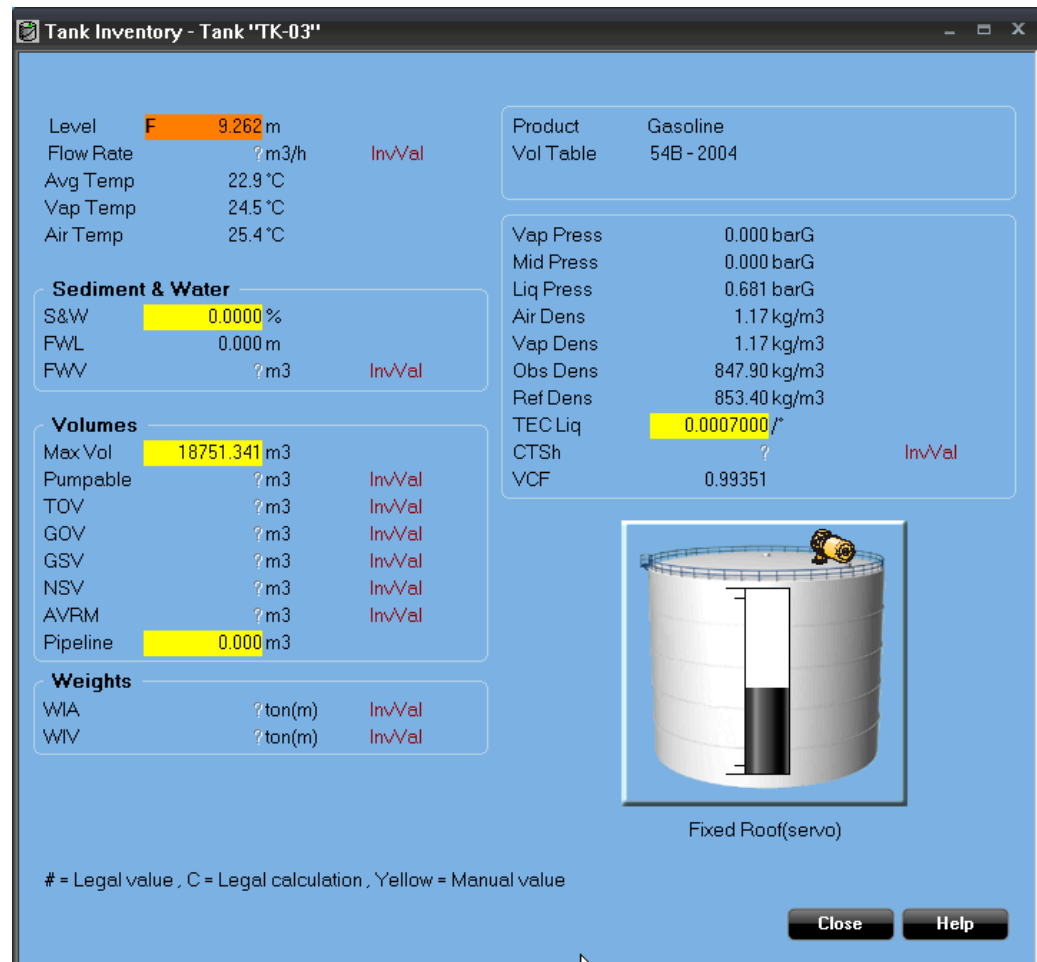 Tank Inventory - Tank "TK-03"
Level F 9.262 m
Flow Rate ? m3/h InvVal
Avg Temp 22.9 °C
Vap Temp 24.5 °C
Air Temp 25.4 °C
Sediment & Water
S&W 0.0000 %
FWL 0.000 m
FWV ? m3 InvVal
Volumes
Max Vol 18751.341 m3
Pumpable ? m3 InvVal
TOV ? m3 InvVal
GOV ? m3 InvVal
GSV ? m3 InvVal
NSV ? m3 InvVal
AVRM ? m3 InvVal
Pipeline 0.000 m3
Weights
WIA ? ton(m) InvVal
WIV ? ton(m) InvVal
Product Gasoline
Vol Table 54B - 2004
Vap Press 0.000 barG
Mid Press 0.000 barG
Liq Press 0.681 barG
Air Dens 1.17 kg/m3
Vap Dens 1.17 kg/m3
Obs Dens 847.90 kg/m3
Ref Dens 853.40 kg/m3
TEC Liq 0.0007000 /°
CTSh ? InvVal
VCF 0.99351
Fixed Roof(servo)
# = Legal value , C = Legal calculation , Yellow = Manual value
Close Help